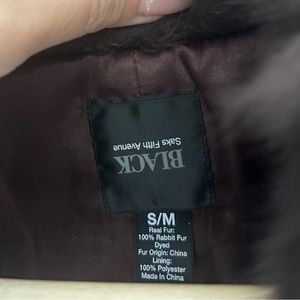 BLACK
Saks Fifth Avenue
S/M
Real Fur:
100% Rabbit Fur
Dyed
Fur Origin: China
Lining:
100% Polyester
Made In China